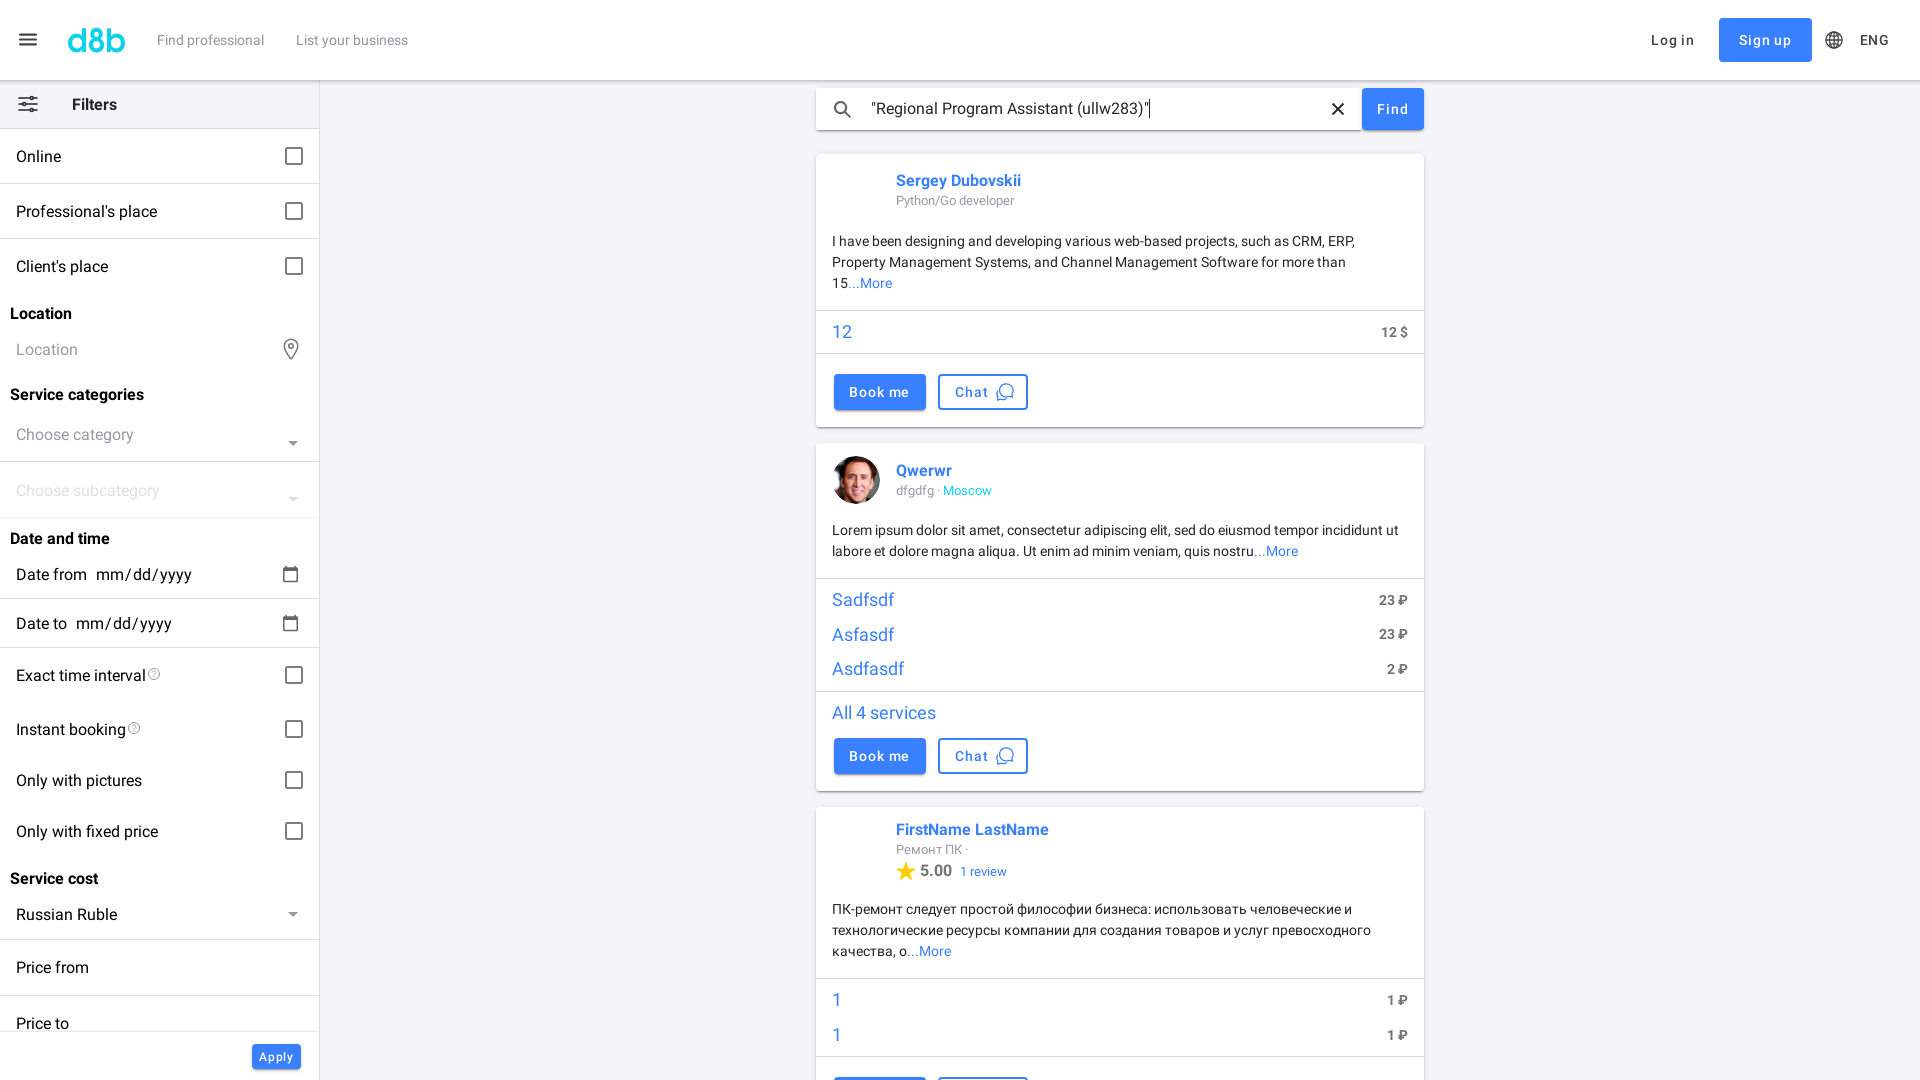 d8b
Find professional
List your business
Log in
Sign up
ENG
Filters
Online
Professional's place
Client's place
Location
Location
Service categories
Choose category
Choose subcategory
Date and time
Date from mm/dd/yyyy
Date to mm/dd/yyyy
Exact time interval
Instant booking
Only with pictures
Only with fixed price
Service cost
Russian Ruble
Price from
Price to
Apply
"Regional Program Assistant (ullw283)"
Find
Sergey Dubovskii
Python/Go developer
I have been designing and developing various web-based projects, such as CRM, ERP,
Property Management Systems, and Channel Management Software for more than
15...More
12 12 $
Book me
Chat
Qwerwr
dfgdfg · Moscow
Lorem ipsum dolor sit amet, consectetur adipiscing elit, sed do eiusmod tempor incididunt ut
labore et dolore magna aliqua. Ut enim ad minim veniam, quis nostru...More
Sadfsdf 23 ₽
Asfasdf 23 ₽
Asdfasdf 2 ₽
All 4 services
Book me
Chat
FirstName LastName
Ремонт ПК ·
5.00 1 review
ПК-ремонт следует простой философии бизнеса: использовать человеческие и
технологические ресурсы компании для создания товаров и услуг превосходного
качества, о...More
1 1 ₽
1 1 ₽